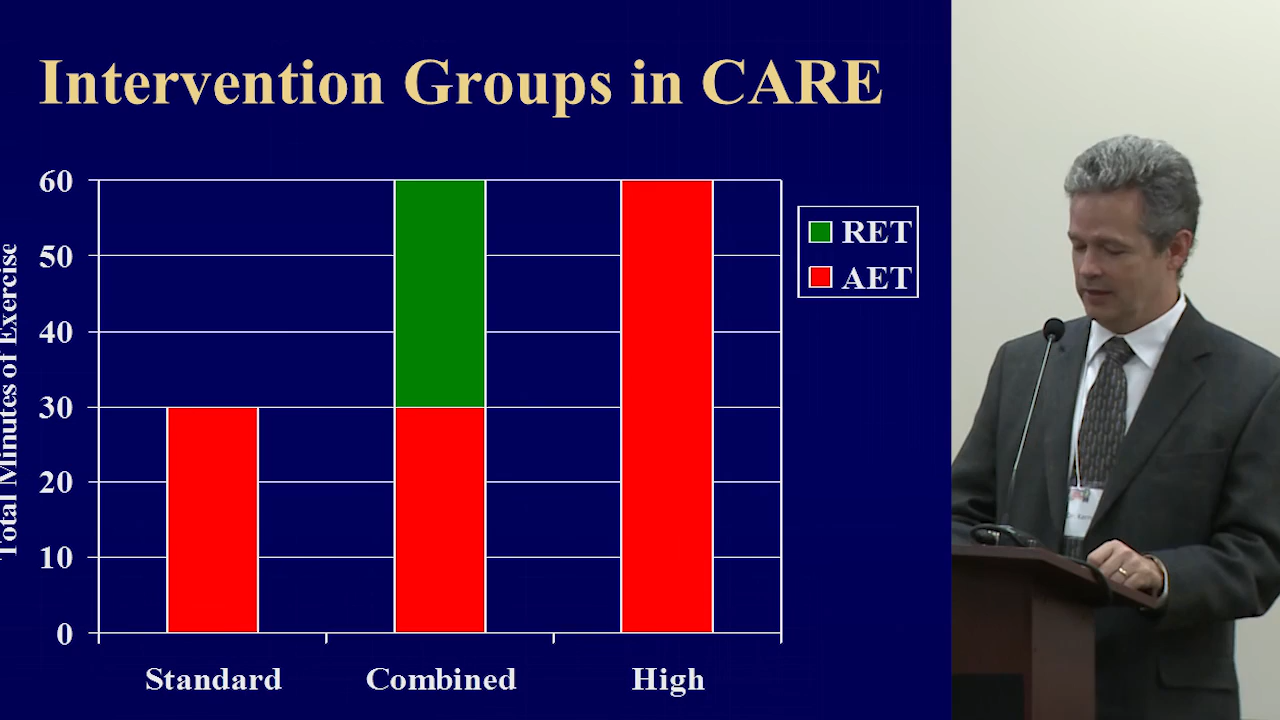 Intervention Groups in CARE
Total Minutes of Exercise
60
50
40
30
20
10
0
Standard
Combined
High
RET
AET